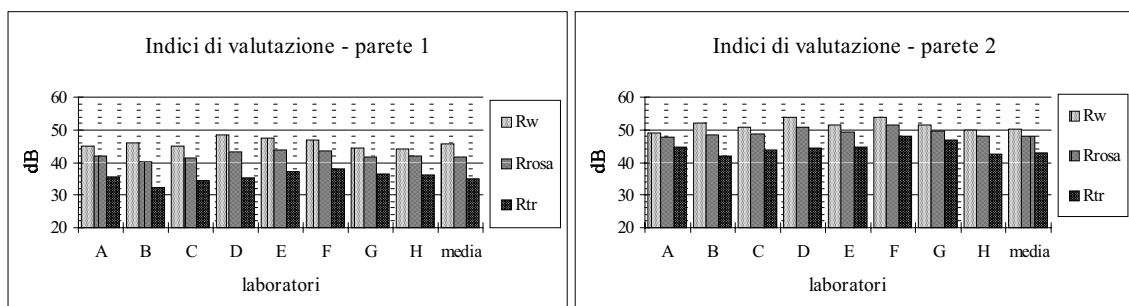 Indici di valutazione - parete 1
60
50
40
30
20
dB
A B C D E F G H media
laboratori
Rw
Rrosa
Rtr
Indici di valutazione - parete 2
60
50
40
30
20
dB
A B C D E F G H media
laboratori
Rw
Rrosa
Rtr